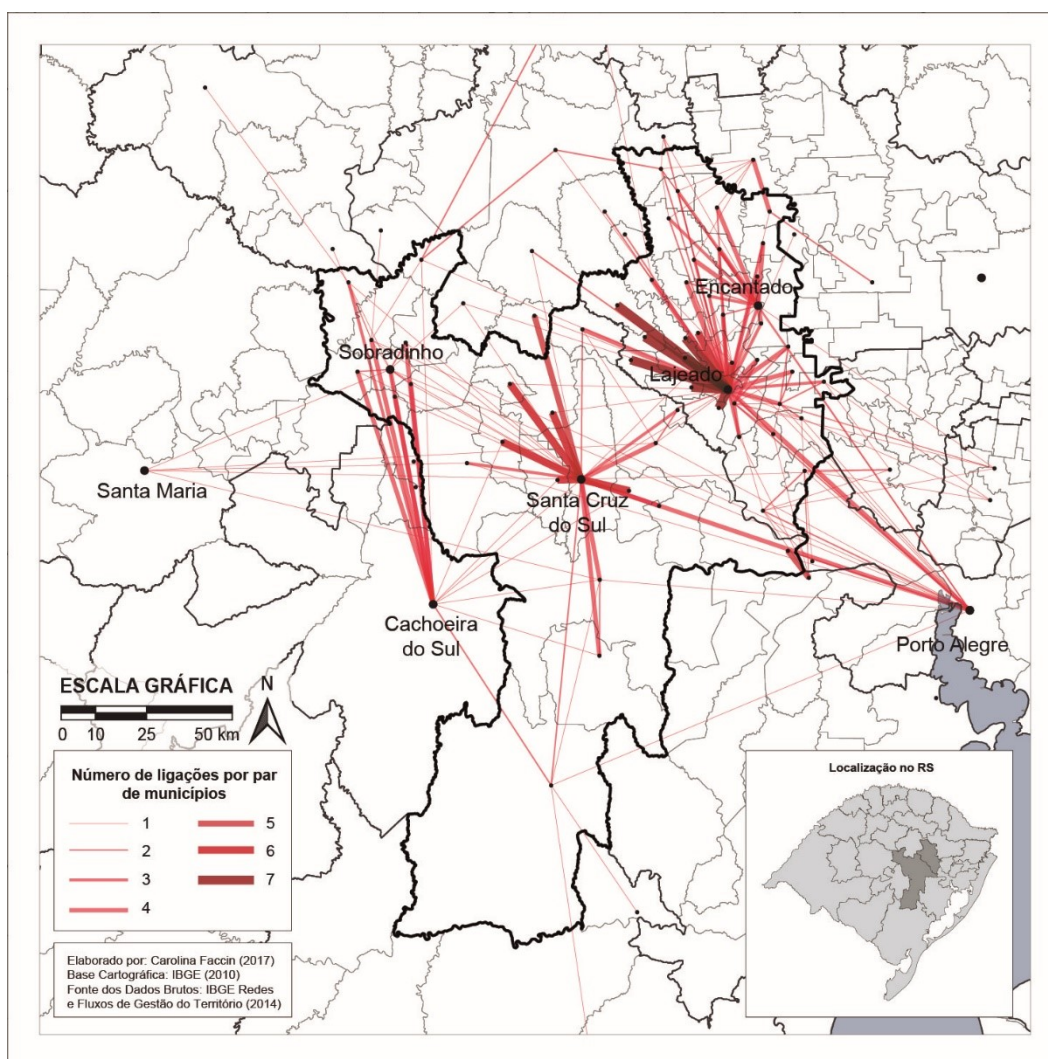 Encantado
Sobradinho
Lajeado
Santa Maria
Santa Cruz
do Sul
Cachoeira
do Sul
Porto Alegre
ESCALA GRÁFICA
N
0 10 25 50 km
Número de ligações por par
de municípios
1
2
3
4
5
6
7
Elaborado por: Carolina Faccin (2017)
Base Cartográfica: IBGE (2010)
Fonte dos Dados Brutos: IBGE Redes
e Fluxos de Gestão do Território (2014)
Localização no RS